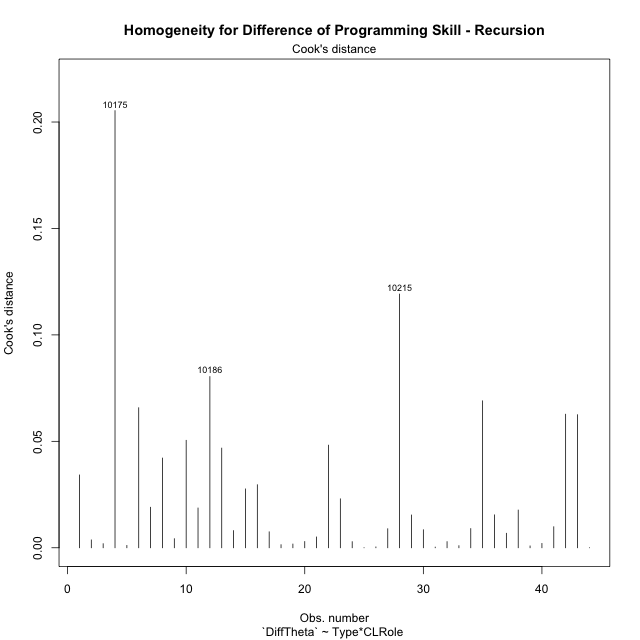 Homogeneity for Difference of Programming Skill - Recursion
Cook's distance
10175
10215
10186
Cook's distance
0.20
0.15
0.10
0.05
0.00
0 10 20 30 40
Obs. number
`DiffTheta` ~ Type*CLRole